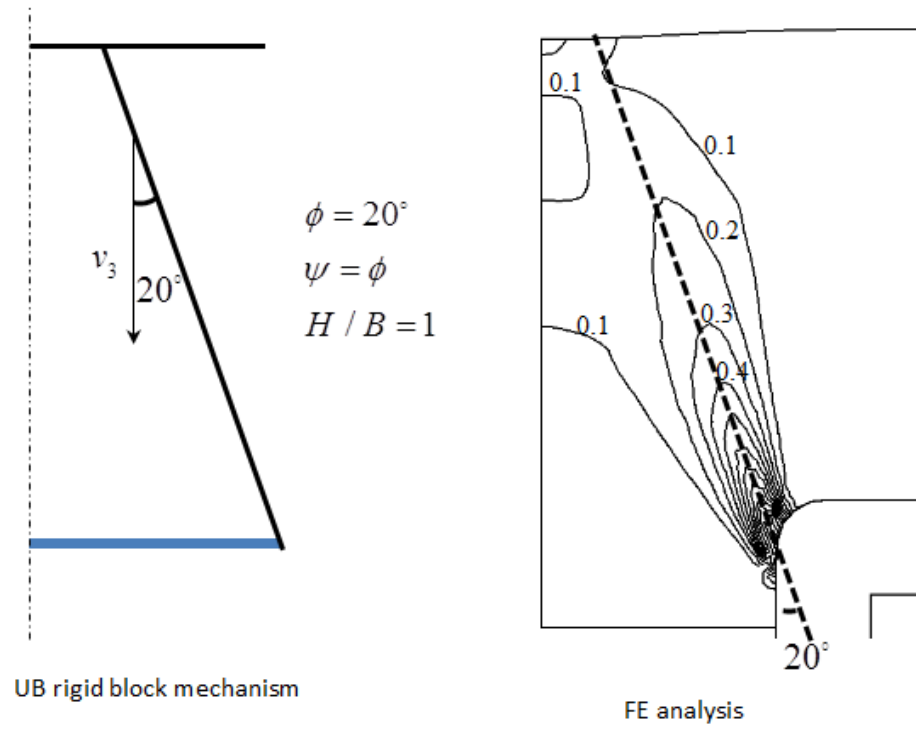 v₃
20°
ϕ = 20°
ψ = ϕ
H / B = 1
UB rigid block mechanism
0.1
0.1
0.2
0.3
0.1
0.4
20°
FE analysis